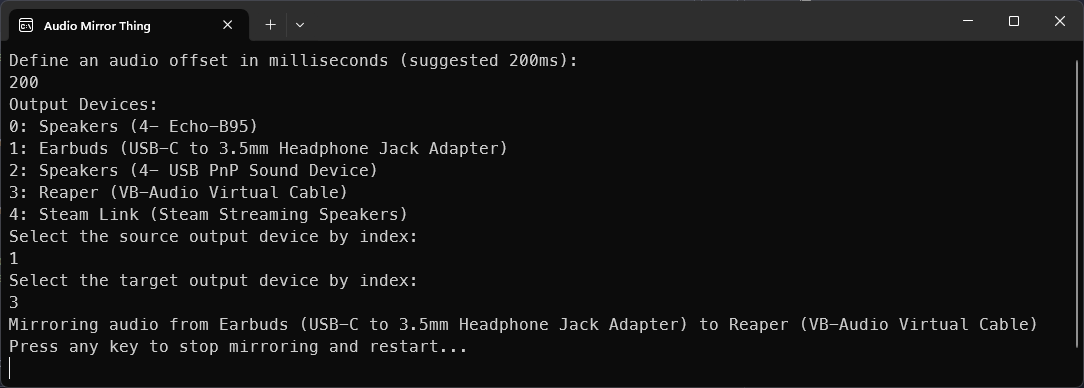 Audio Mirror Thing
Define an audio offset in milliseconds (suggested 200ms):
200
Output Devices:
0: Speakers (4- Echo-B95)
1: Earbuds (USB-C to 3.5mm Headphone Jack Adapter)
2: Speakers (4- USB PnP Sound Device)
3: Reaper (VB-Audio Virtual Cable)
4: Steam Link (Steam Streaming Speakers)
Select the source output device by index:
1
Select the target output device by index:
3
Mirroring audio from Earbuds (USB-C to 3.5mm Headphone Jack Adapter) to Reaper (VB-Audio Virtual Cable)
Press any key to stop mirroring and restart...